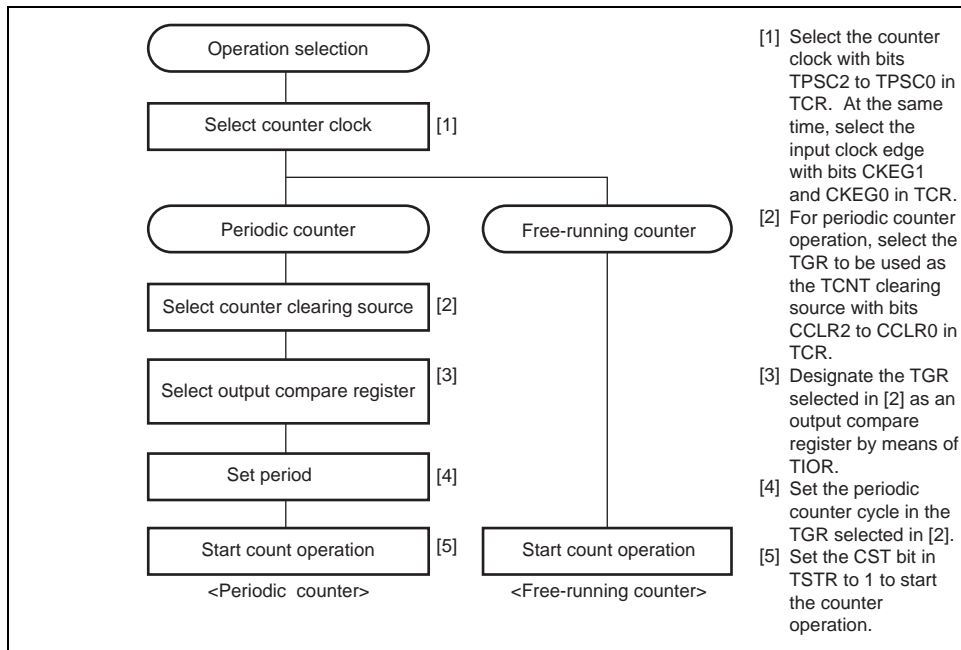 Operation selection
Select counter clock
[1]
Periodic counter
Free-running counter
Select counter clearing source
[2]
Select output compare register
[3]
Set period
[4]
Start count operation
[5]
Start count operation
<Periodic counter>
<Free-running counter>
[1] Select the counter
clock with bits
TPSC2 to TPSC0 in
TCR. At the same
time, select the
input clock edge
with bits CKEG1
and CKEG0 in TCR.
[2] For periodic counter
operation, select the
TGR to be used as
the TCNT clearing
source with bits
CCLR2 to CCLR0 in
TCR.
[3] Designate the TGR
selected in [2] as an
output compare
register by means of
TIOR.
[4] Set the periodic
counter cycle in the
TGR selected in [2].
[5] Set the CST bit in
TSTR to 1 to start
the counter
operation.